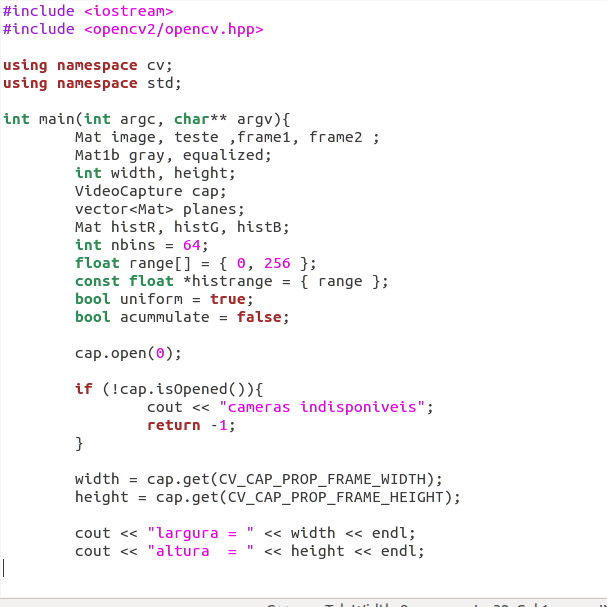 #include <iostream>
#include <opencv2/opencv.hpp>

using namespace cv;
using namespace std;

int main(int argc, char** argv){
        Mat image, teste ,frame1, frame2 ;
        Mat1b gray, equalized;
        int width, height;
        VideoCapture cap;
        vector<Mat> planes;
        Mat histR, histG, histB;
        int nbins = 64;
        float range[] = { 0, 256 };
        const float *histrange = { range };
        bool uniform = true;
        bool acummulate = false;

        cap.open(0);

        if (!cap.isOpened()){
                cout << "cameras indisponiveis";
                return -1;
        }

        width = cap.get(CV_CAP_PROP_FRAME_WIDTH);
        height = cap.get(CV_CAP_PROP_FRAME_HEIGHT);

        cout << "largura = " << width << endl;
        cout << "altura  = " << height << endl;